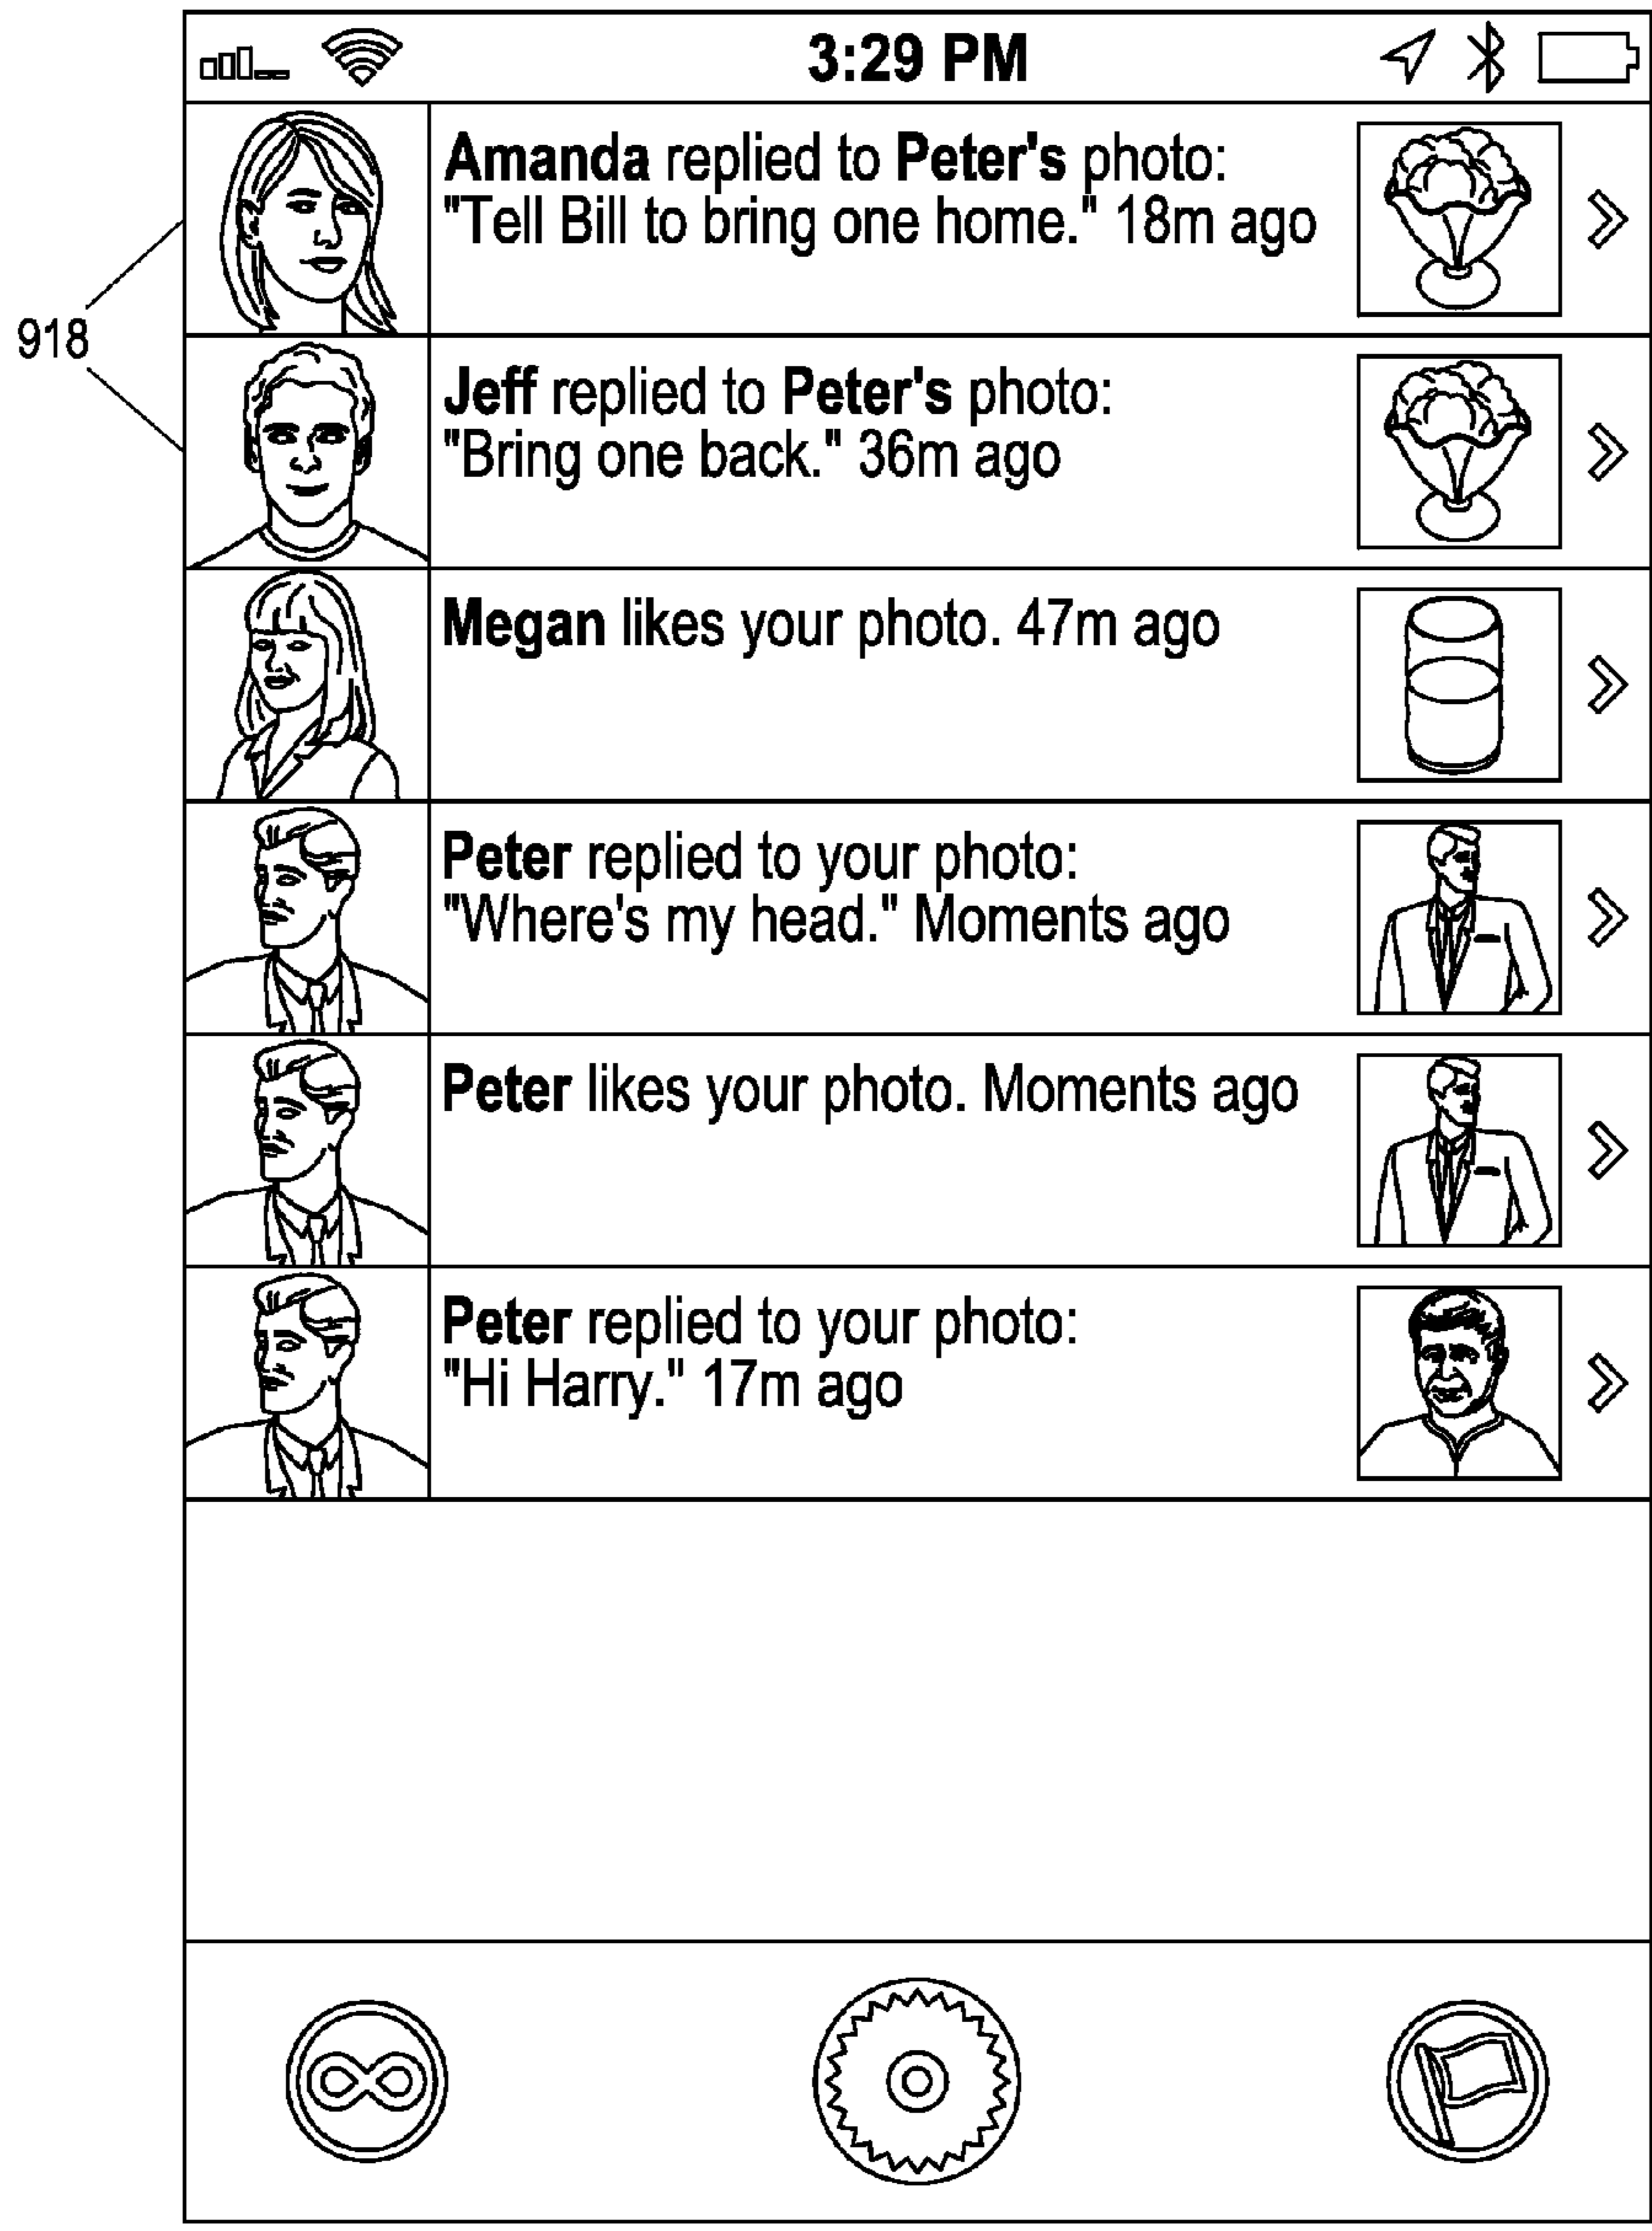 3:29 PM
Amanda replied to Peter's photo:
"Tell Bill to bring one home." 18m ago
918
Jeff replied to Peter's photo:
"Bring one back." 36m ago
Megan likes your photo. 47m ago
Peter replied to your photo:
"Where's my head." Moments ago
Peter likes your photo. Moments ago
Peter replied to your photo:
"Hi Harry." 17m ago